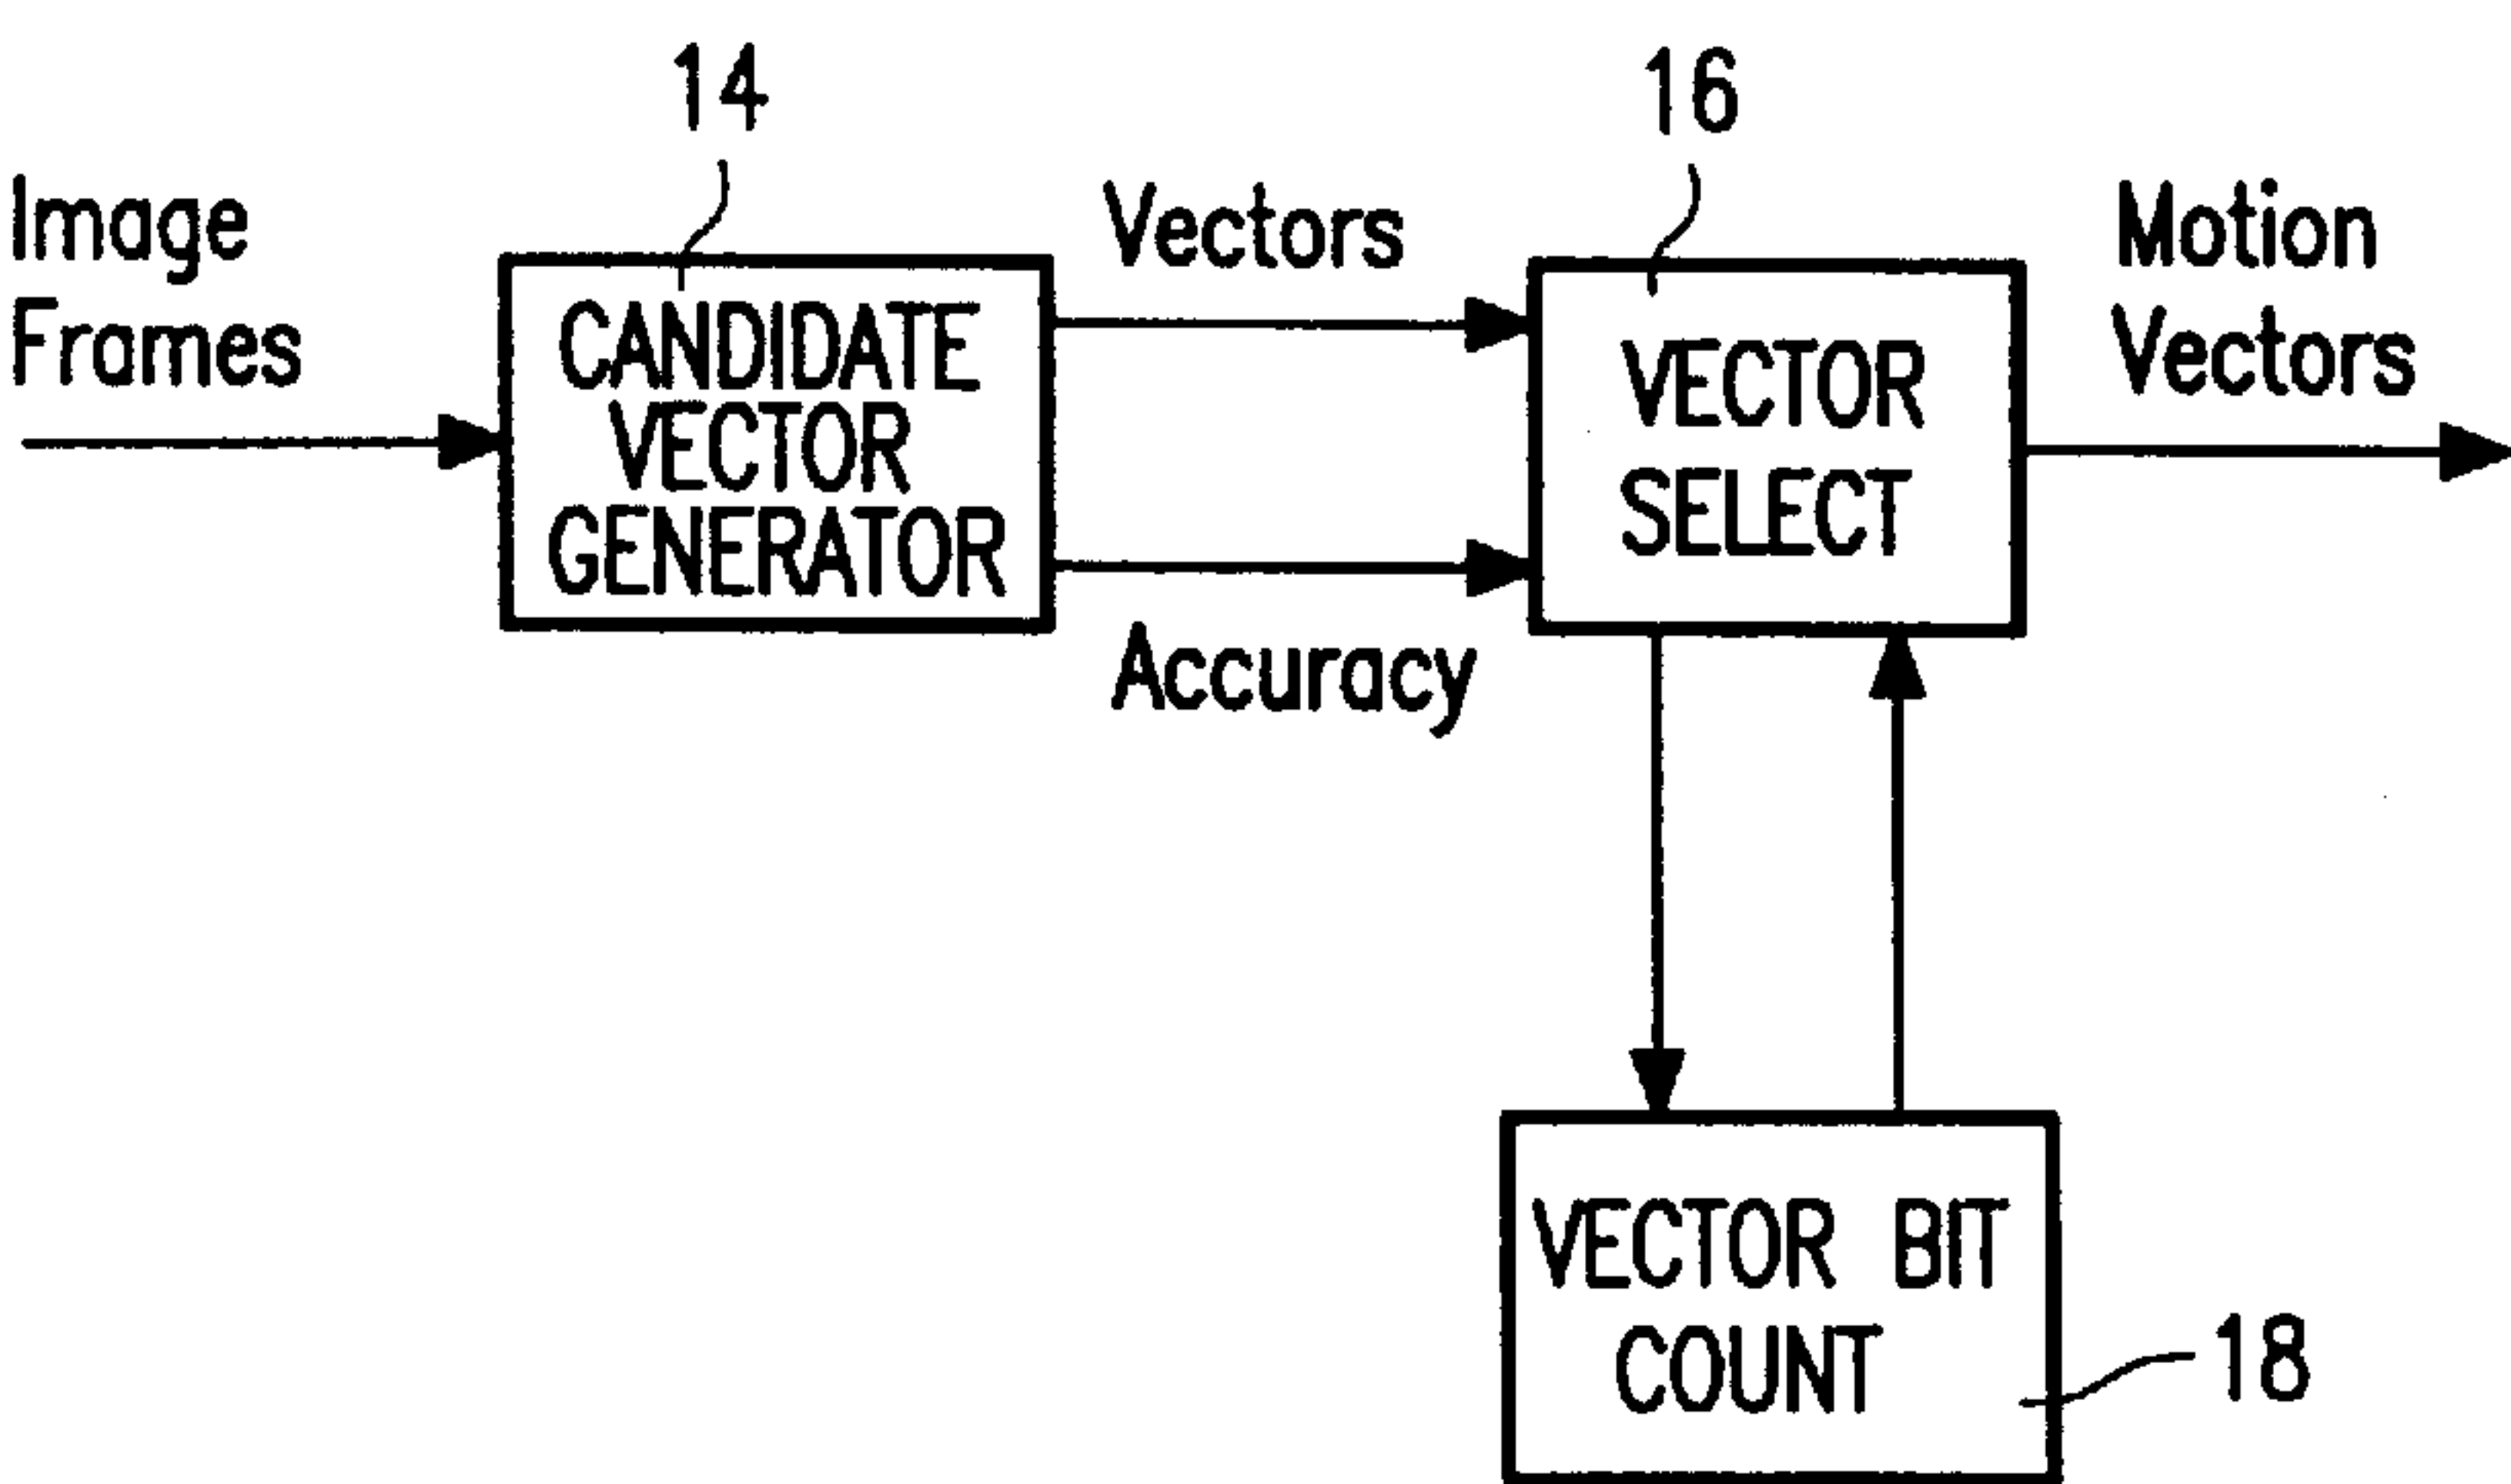 14
16
Image
Frames
Vectors
Motion
Vectors
CANDIDATE
VECTOR
GENERATOR
VECTOR
SELECT
Accuracy
VECTOR BIT
COUNT
18